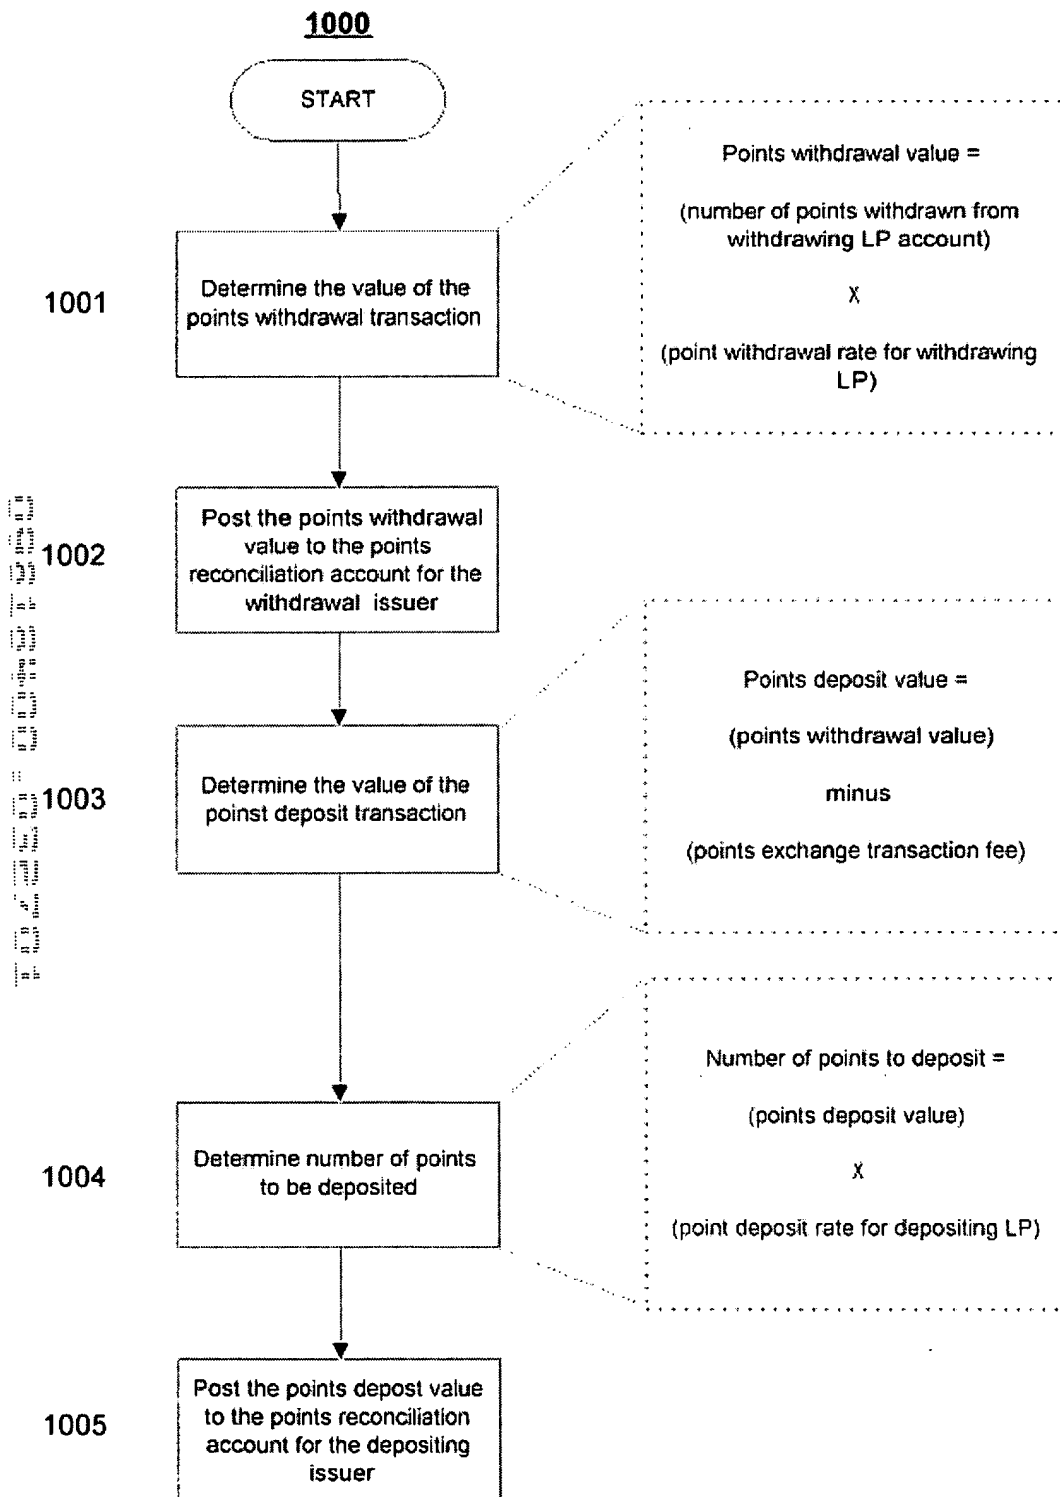 1000
START
Points withdrawal value =
(number of points withdrawn from
withdrawing LP account)
X
(point withdrawal rate for withdrawing
LP)
1001
Determine the value of the
points withdrawal transaction
1002
Post the points withdrawal
value to the points
reconciliation account for the
withdrawal issuer
Points deposit value =
(points withdrawal value)
minus
(points exchange transaction fee)
1003
Determine the value of the
poinst deposit transaction
Number of points to deposit =
(points deposit value)
X
(point deposit rate for depositing LP)
1004
Determine number of points
to be deposited
1005
Post the points depost value
to the points reconciliation
account for the depositing
issuer